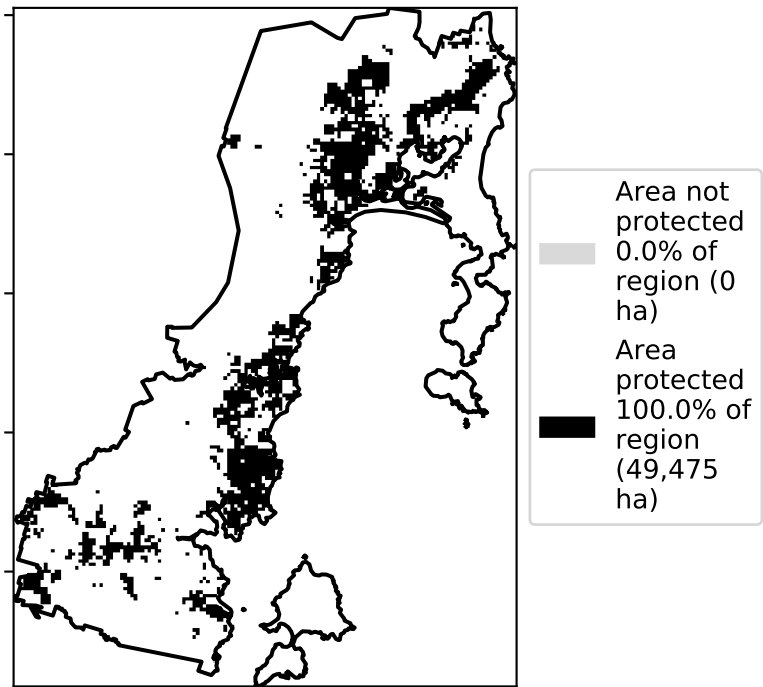 Area not
protected
0.0% of
region (0
ha)
Area
protected
100.0% of
region
(49,475
ha)